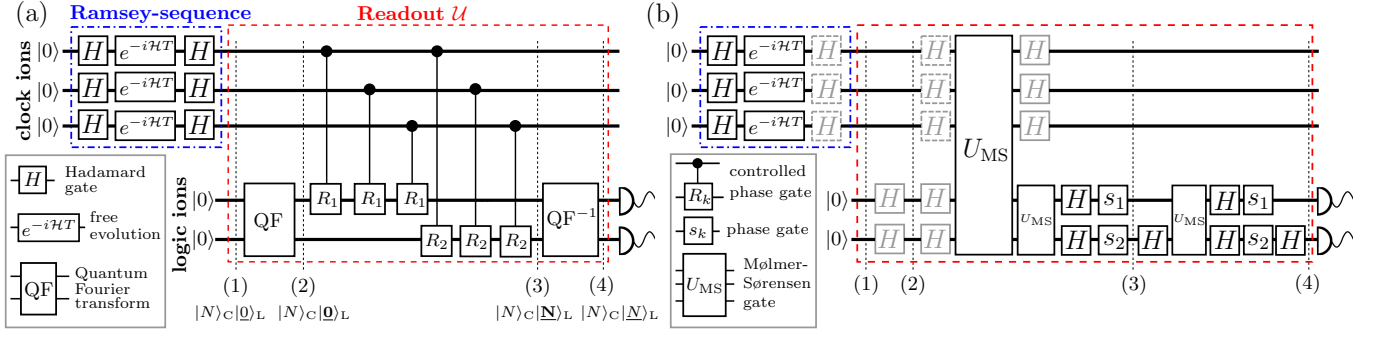 (a)
Ramsey-sequence
Readout 𝒰
clock ions
|0⟩ H e^{-iℋT} H
|0⟩ H e^{-iℋT} H
|0⟩ H e^{-iℋT} H
logic ions
|0⟩ QF R_1 R_1 R_1 QF^{-1}
|0⟩ R_2 R_2 R_2
(1) (2) (3) (4)
|N⟩_C|0⟩_L |N⟩_C|𝟎⟩_L |N⟩_C|𝐍⟩_L |N⟩_C|N⟩_L
H Hadamard
gate
e^{-iℋT} free
evolution
QF Quantum
Fourier
transform
(b)
|0⟩ H e^{-iℋT} H H H
|0⟩ H e^{-iℋT} H H H
|0⟩ H e^{-iℋT} H H H
U_MS
|0⟩ H H U_MS H s_1 U_MS H s_1
|0⟩ H H H s_2 H H s_2 H
(1) (2) (3) (4)
R_k controlled
phase gate
s_k phase gate
U_MS Mølmer-
Sørensen
gate